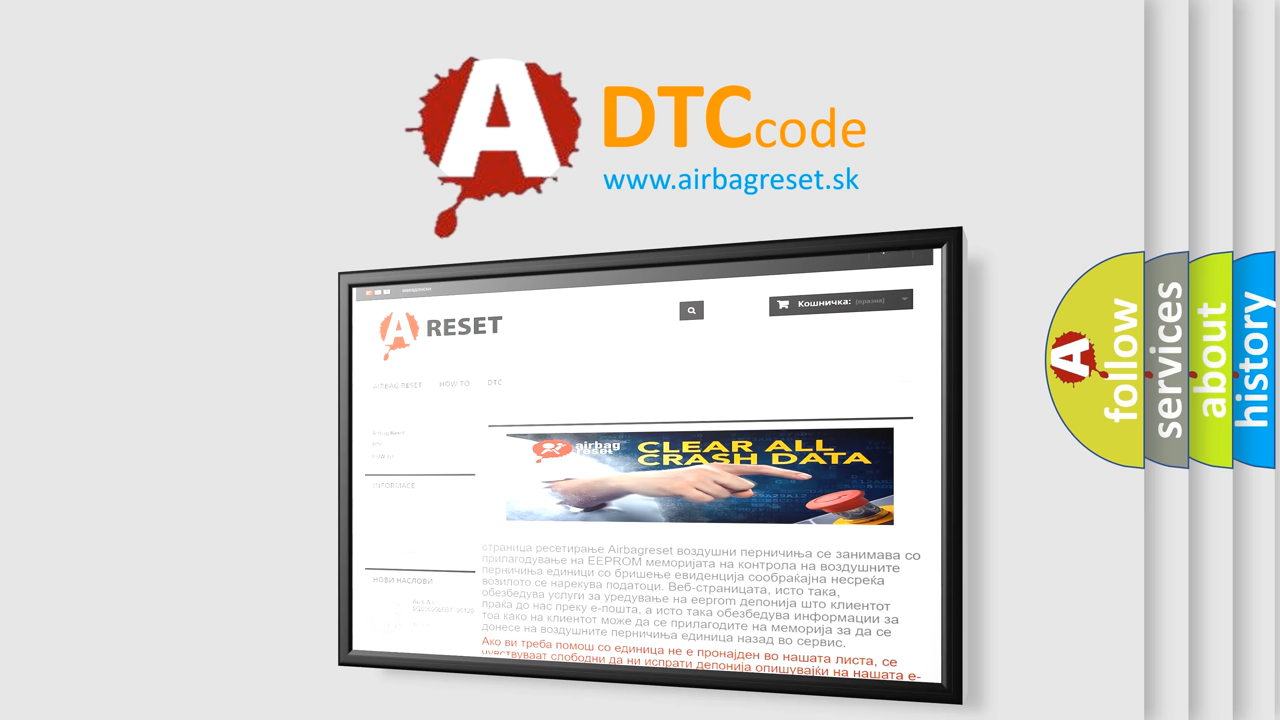 A DTCcode
www.airbagreset.sk
Кошничка: (празна)
A RESET
AIRBAG RESET HOW TO DTC
Airbag Reset
DTC
INFORMACE
НОВИ НАСЛОВИ
airbag reset
CLEAR ALL
CRASH DATA
страница ресетирање Airbagreset воздушни перничиња се занимава со
прилагодување на EEPROM меморијата на контрола на воздушните
перничиња единици со бришење евиденција сообраќајна несреќа
возилото се нарекува податоци. Веб-страницата, исто така,
обезбедува услуги за уредување на eeprom депонија што клиентот
праќа до нас преку е-пошта, а исто така обезбедува информации за
тоа како на клиентот може да се прилагодите на меморија за да се
донесе на воздушните перничиња единица назад во сервис.
Ако ви треба помош со единица не е пронајден во нашата листа, се
чувствуваат слободни да ни испрати депонија опишувајќи на нашата е-
A follow
services
about
history